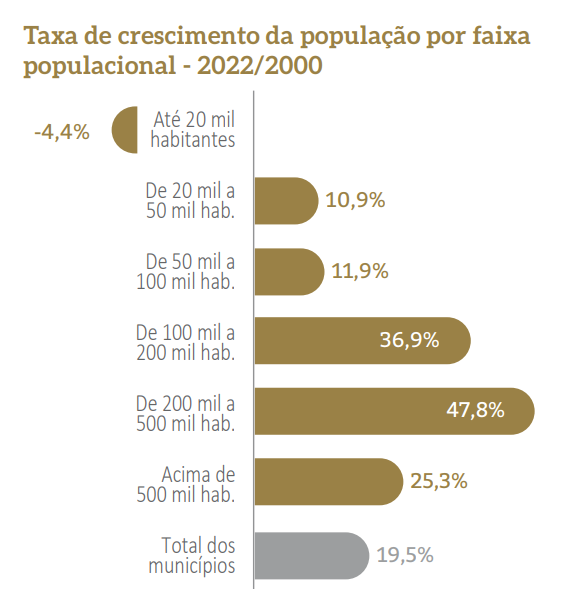 Taxa de crescimento da população por faixa
populacional - 2022/2000
-4,4%
Até 20 mil
habitantes
De 20 mil a
50 mil hab.
10,9%
De 50 mil a
100 mil hab.
11,9%
De 100 mil a
200 mil hab.
36,9%
De 200 mil a
500 mil hab.
47,8%
Acima de
500 mil hab.
25,3%
Total dos
municípios
19,5%